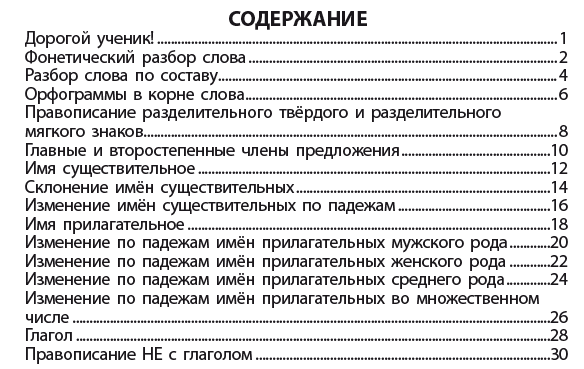 СОДЕРЖАНИЕ
Дорогой ученик! 1
Фонетический разбор слова 2
Разбор слова по составу 4
Орфограммы в корне слова 6
Правописание разделительного твёрдого и разделительного
мягкого знаков 8
Главные и второстепенные члены предложения 10
Имя существительное 12
Склонение имён существительных 14
Изменение имён существительных по падежам 16
Имя прилагательное 18
Изменение по падежам имён прилагательных мужского рода 20
Изменение по падежам имён прилагательных женского рода 22
Изменение по падежам имён прилагательных среднего рода 24
Изменение по падежам имён прилагательных во множественном
числе 26
Глагол 28
Правописание НЕ с глаголом 30